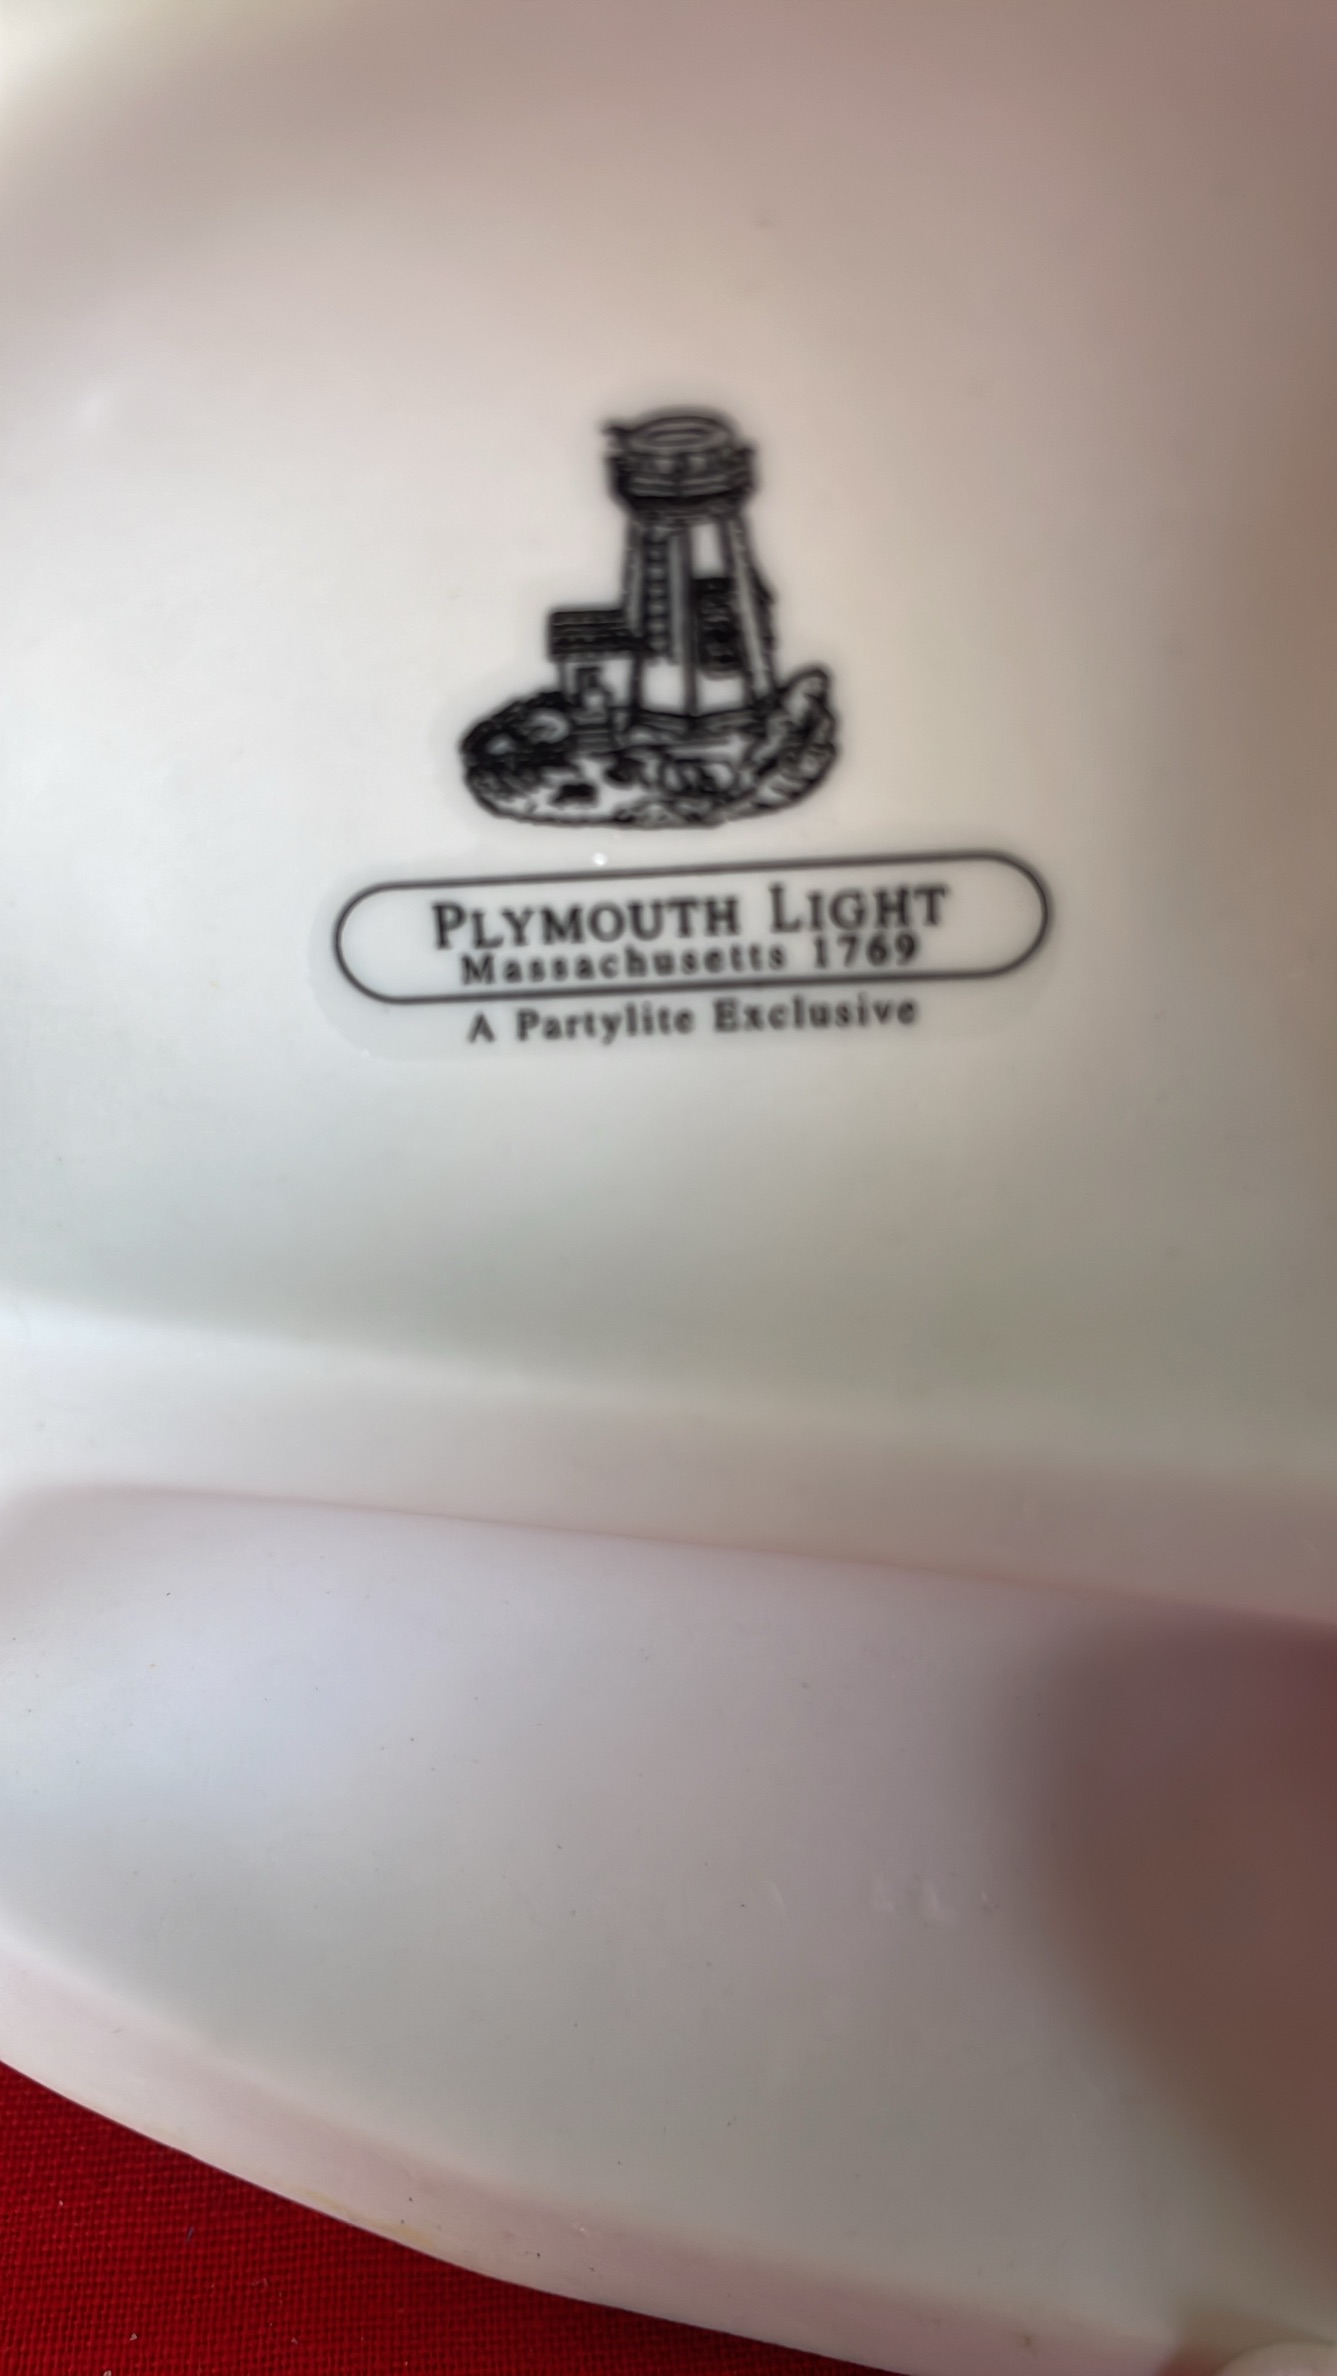 PLYMOUTH LIGHT
Massachusetts 1769
A Partylite Exclusive